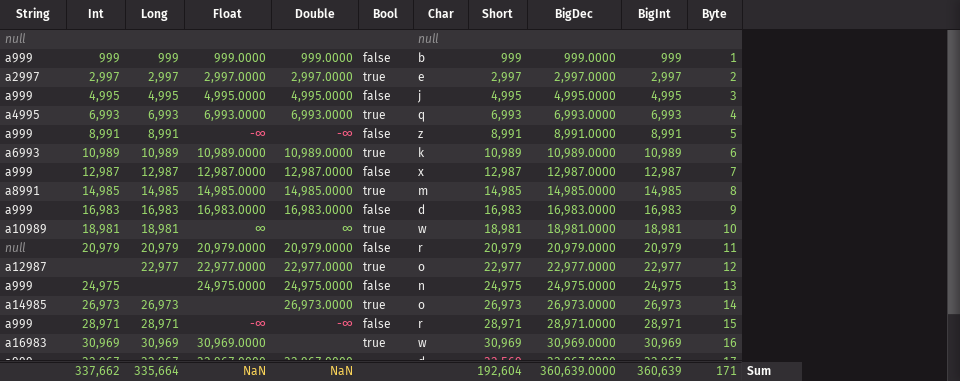 String Int Long Float Double Bool Char Short BigDec BigInt Byte
null null
a999 999 999 999.0000 999.0000 false b 999 999.0000 999 1
a2997 2,997 2,997 2,997.0000 2,997.0000 true e 2,997 2,997.0000 2,997 2
a999 4,995 4,995 4,995.0000 4,995.0000 false j 4,995 4,995.0000 4,995 3
a4995 6,993 6,993 6,993.0000 6,993.0000 true q 6,993 6,993.0000 6,993 4
a999 8,991 8,991 -∞ -∞ false z 8,991 8,991.0000 8,991 5
a6993 10,989 10,989 10,989.0000 10,989.0000 true k 10,989 10,989.0000 10,989 6
a999 12,987 12,987 12,987.0000 12,987.0000 false x 12,987 12,987.0000 12,987 7
a8991 14,985 14,985 14,985.0000 14,985.0000 true m 14,985 14,985.0000 14,985 8
a999 16,983 16,983 16,983.0000 16,983.0000 false d 16,983 16,983.0000 16,983 9
a10989 18,981 18,981 ∞ ∞ true w 18,981 18,981.0000 18,981 10
null 20,979 20,979 20,979.0000 20,979.0000 false r 20,979 20,979.0000 20,979 11
a12987 22,977 22,977.0000 22,977.0000 true o 22,977 22,977.0000 22,977 12
a999 24,975 24,975.0000 24,975.0000 false n 24,975 24,975.0000 24,975 13
a14985 26,973 26,973 26,973.0000 true o 26,973 26,973.0000 26,973 14
a999 28,971 28,971 -∞ -∞ false r 28,971 28,971.0000 28,971 15
a16983 30,969 30,969 30,969.0000 true w 30,969 30,969.0000 30,969 16
337,662 335,664 NaN NaN 192,604 360,639.0000 360,639 171 Sum